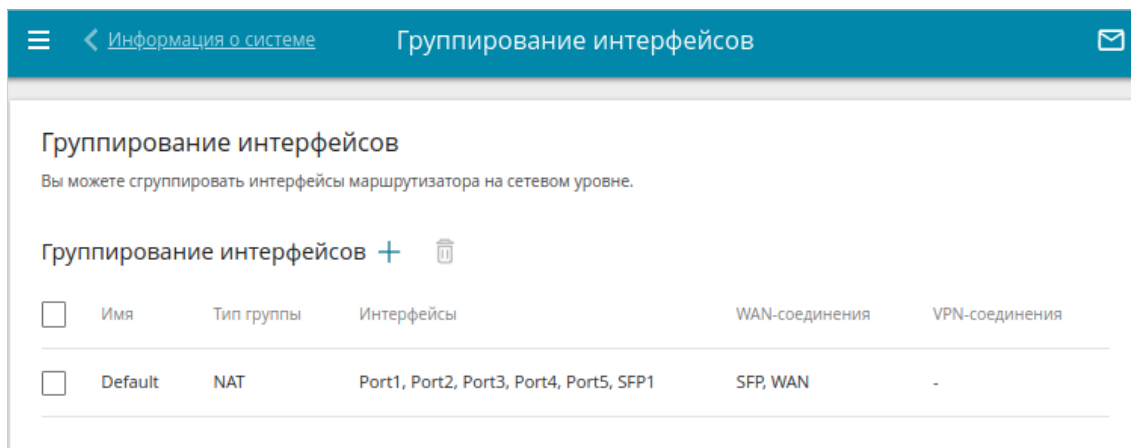 Информация о системе Группирование интерфейсов
Группирование интерфейсов
Вы можете сгруппировать интерфейсы маршрутизатора на сетевом уровне.
Группирование интерфейсов
Имя Тип группы Интерфейсы WAN-соединения VPN-соединения
Default NAT Port1, Port2, Port3, Port4, Port5, SFP1 SFP, WAN -